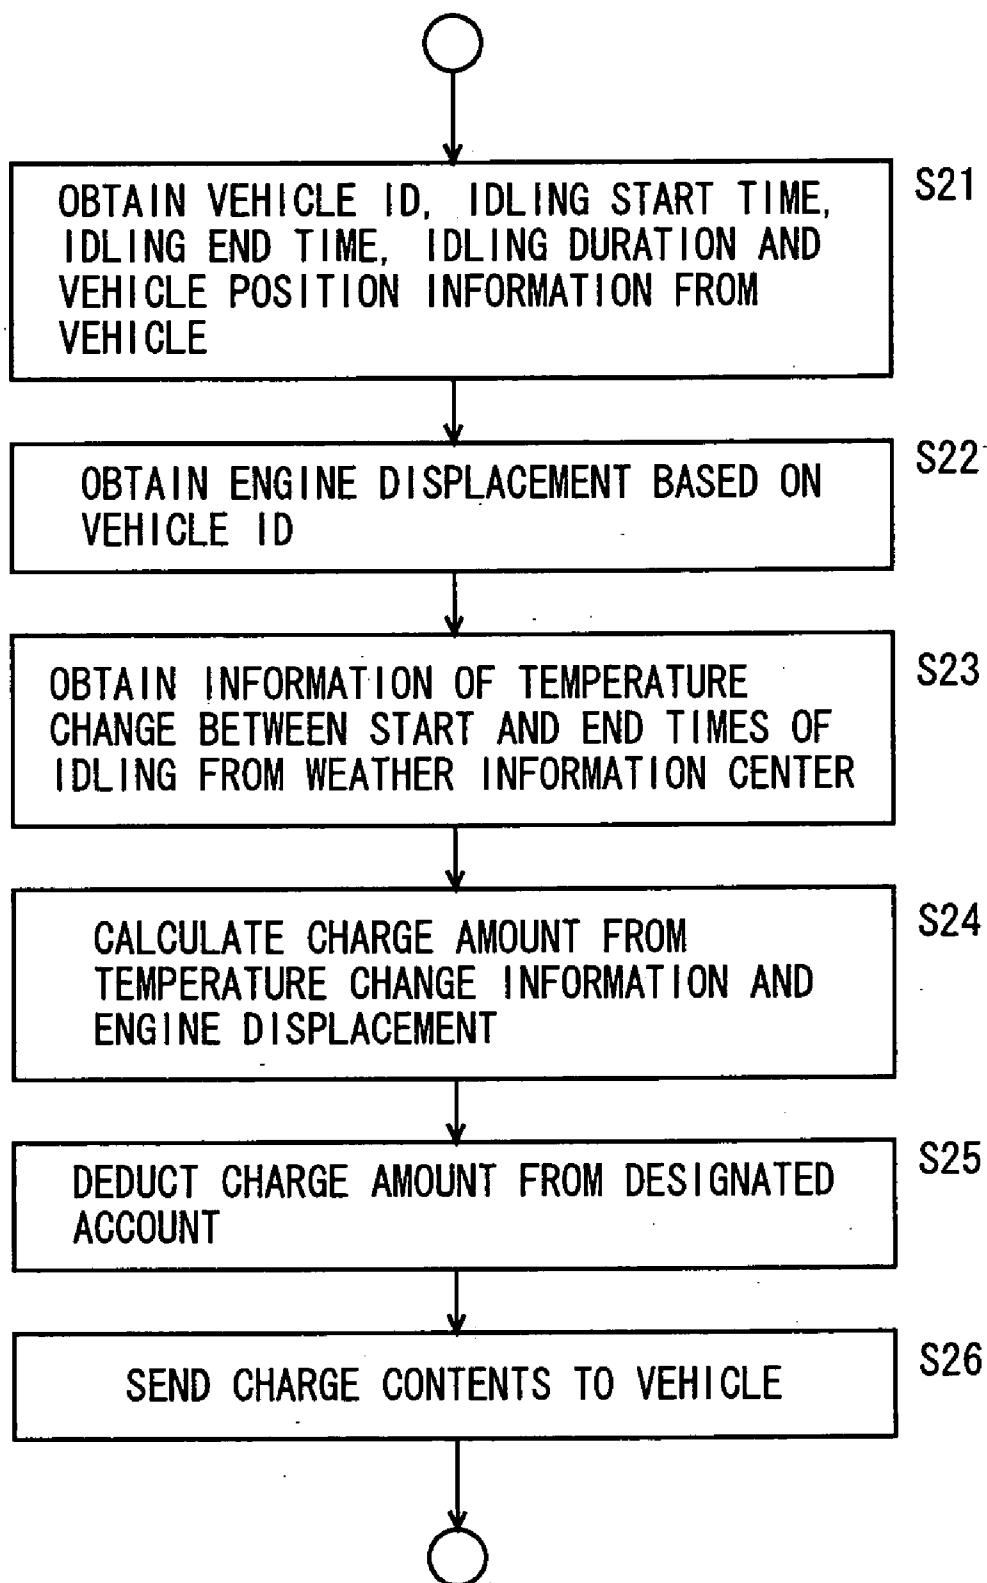 S21
OBTAIN VEHICLE ID, IDLING START TIME,
IDLING END TIME, IDLING DURATION AND
VEHICLE POSITION INFORMATION FROM
VEHICLE
S22
OBTAIN ENGINE DISPLACEMENT BASED ON
VEHICLE ID
S23
OBTAIN INFORMATION OF TEMPERATURE
CHANGE BETWEEN START AND END TIMES OF
IDLING FROM WEATHER INFORMATION CENTER
S24
CALCULATE CHARGE AMOUNT FROM
TEMPERATURE CHANGE INFORMATION AND
ENGINE DISPLACEMENT
S25
DEDUCT CHARGE AMOUNT FROM DESIGNATED
ACCOUNT
S26
SEND CHARGE CONTENTS TO VEHICLE